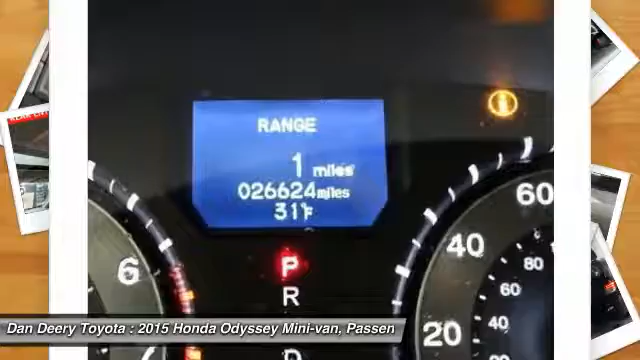 RANGE
1 miles
026624 miles
31°F
60
6
P
40
80
R
60
Dan Deery Toyota : 2015 Honda Odyssey Mini-van, Passen
20
40
D